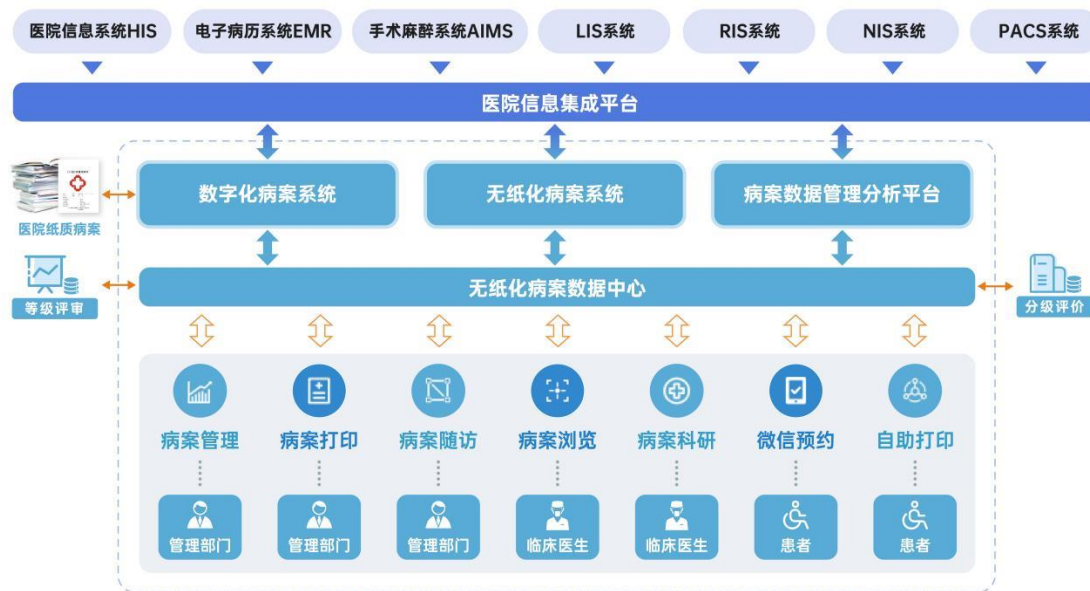 医院信息系统HIS
电子病历系统EMR
手术麻醉系统AIMS
LIS系统
RIS系统
NIS系统
PACS系统
医院信息集成平台
数字化病案系统
无纸化病案系统
病案数据管理分析平台
医院纸质病案
无纸化病案数据中心
等级评审
分级评价
病案管理
病案打印
病案随访
病案浏览
病案科研
微信预约
自助打印
管理部门
管理部门
管理部门
临床医生
临床医生
患者
患者